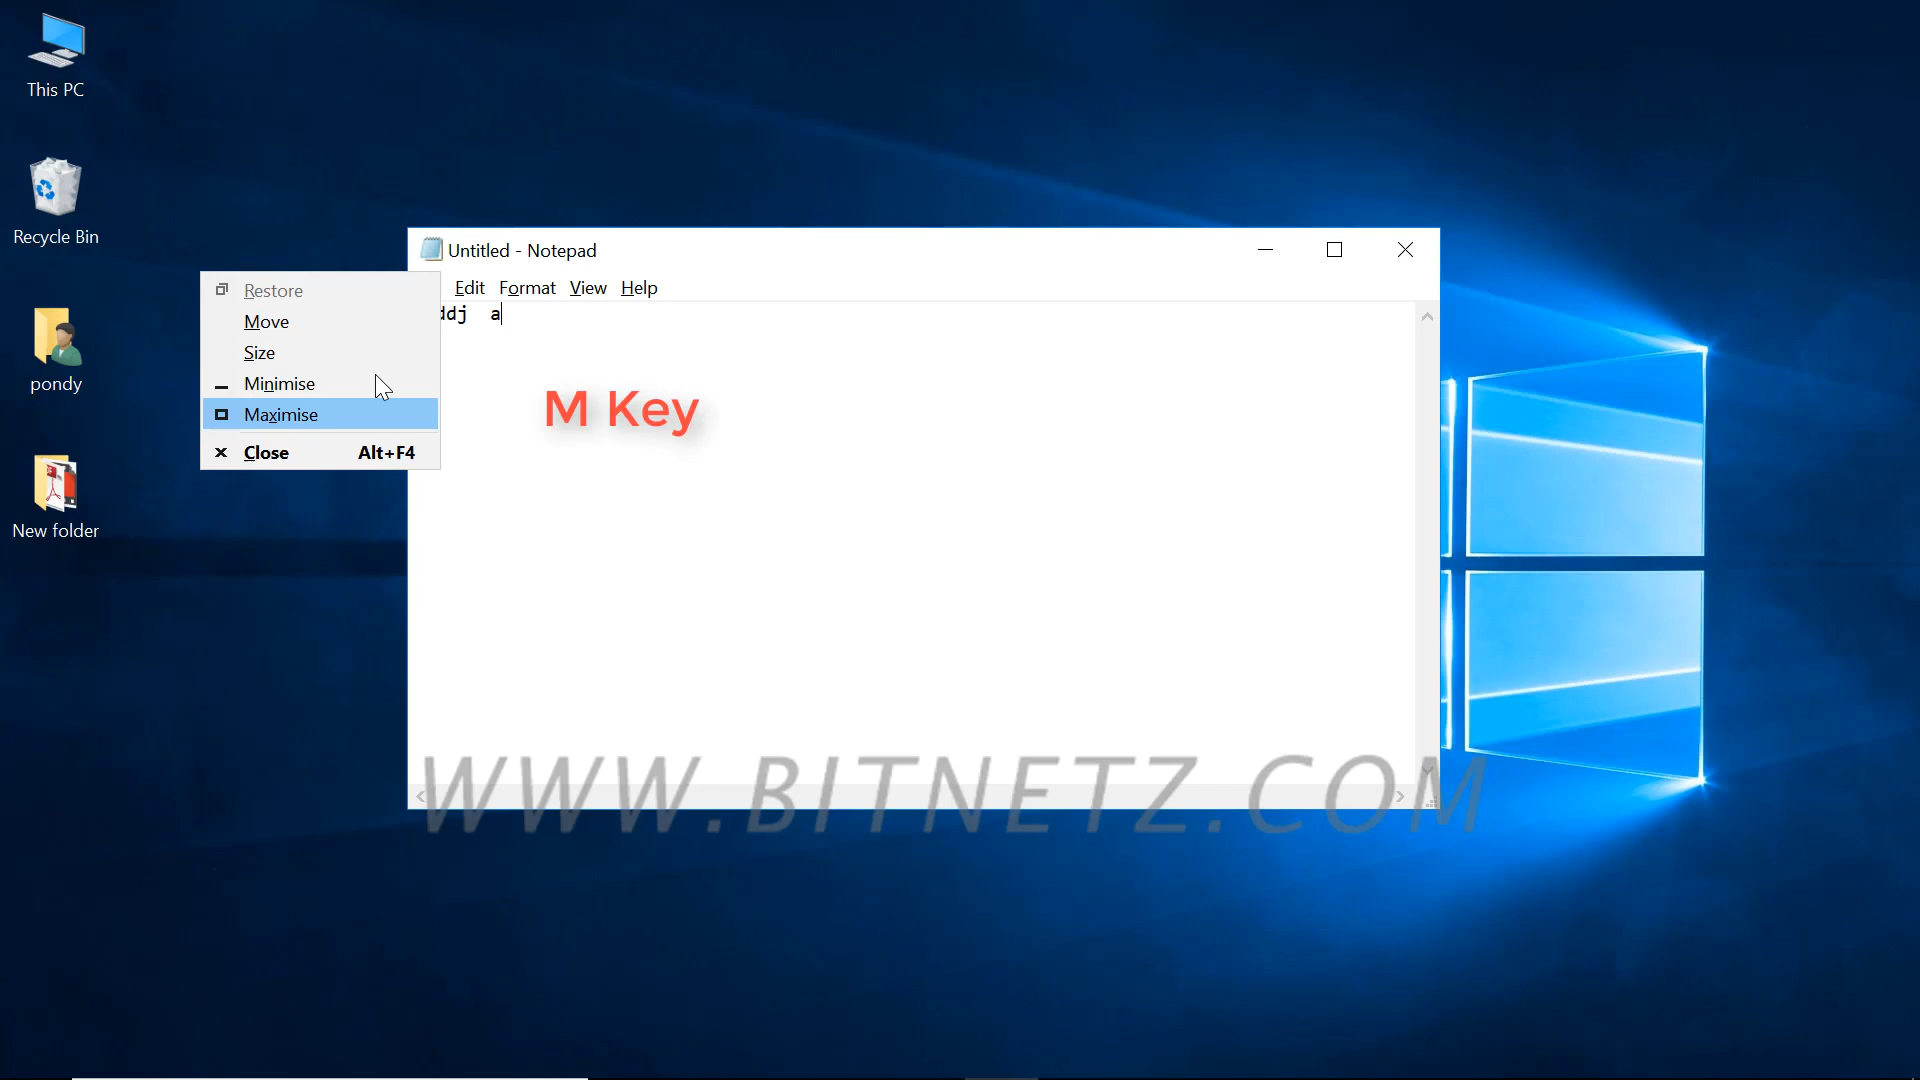 This PC
Recycle Bin
pondy
New folder
Untitled - Notepad
Edit Format View Help
ddj a
Restore
Move
Size
Minimise
Maximise
Close Alt+F4
M Key
WWW.BITNETZ.COM